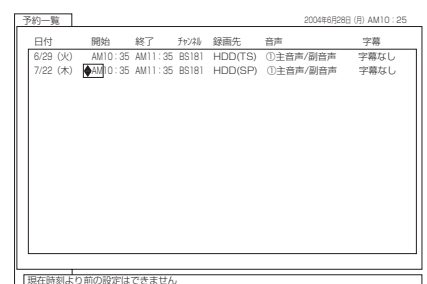 予約一覧 2004年6月28日 (月) AM10:25
日付 開始 終了 ﾁｬﾝﾈﾙ 録画先 音声 字幕
6/29 (火) AM10:35 AM11:35 BS181 HDD(TS) ①主音声/副音声 字幕なし
7/22 (木) AM10:35 AM11:35 BS181 HDD(SP) ①主音声/副音声 字幕なし
現在時刻より前の設定はできません